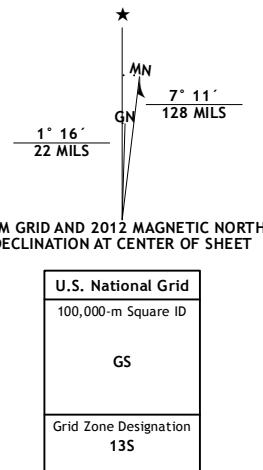 ★
MN
GN
7° 11´
128 MILS
1° 16´
22 MILS
M GRID AND 2012 MAGNETIC NORTH
DECLINATION AT CENTER OF SHEET
U.S. National Grid
100,000-m Square ID
GS
Grid Zone Designation
13S